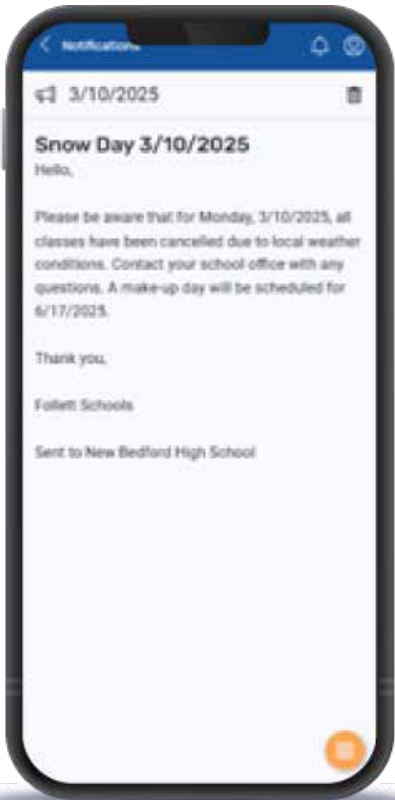 Notifications
3/10/2025
Snow Day 3/10/2025
Hello,
Please be aware that for Monday, 3/10/2025, all
classes have been cancelled due to local weather
conditions. Contact your school office with any
questions. A make-up day will be scheduled for
6/17/2025.
Thank you,
Follett Schools
Sent to New Bedford High School